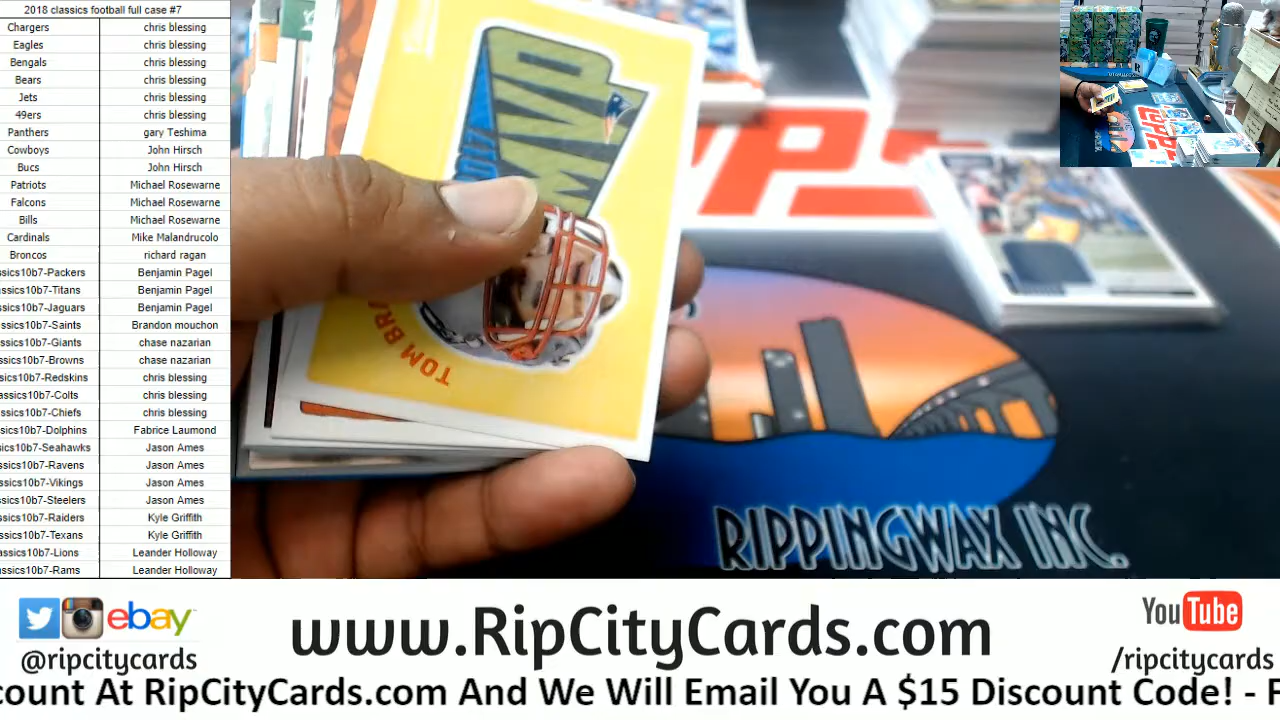 2018 classics football full case #7
Chargers chris blessing
Eagles chris blessing
Bengals chris blessing
Bears chris blessing
Jets chris blessing
49ers chris blessing
Panthers gary Teshima
Cowboys John Hirsch
Bucs John Hirsch
Patriots Michael Rosewarne
Falcons Michael Rosewarne
Bills Michael Rosewarne
Cardinals Mike Malandrucolo
Broncos richard ragan
assics10b7-Packers Benjamin Pagel
assics10b7-Titans Benjamin Pagel
assics10b7-Jaguars Benjamin Pagel
ssics10b7-Saints Brandon mouchon
ssics10b7-Giants chase nazarian
ssics10b7-Browns chase nazarian
ssics10b7-Redskins chris blessing
assics10b7-Colts chris blessing
ssics10b7-Chiefs chris blessing
ssics10b7-Dolphins Fabrice Laumond
ssics10b7-Seahawks Jason Ames
ssics10b7-Ravens Jason Ames
ssics10b7-Vikings Jason Ames
ssics10b7-Steelers Jason Ames
ssics10b7-Raiders Kyle Griffith
ssics10b7-Texans Kyle Griffith
assics10b7-Lions Leander Holloway
assics10b7-Rams Leander Holloway
TOM BRA
RIPPINGWAX INC.
ebay
@ripcitycards
www.RipCityCards.com
YouTube
/ripcitycards
count At RipCityCards.com And We Will Email You A $15 Discount Code! - F